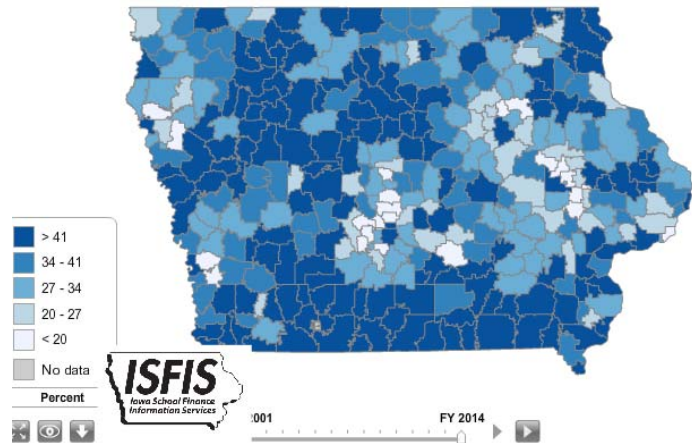 > 41
34 - 41
27 - 34
20 - 27
< 20
No data
Percent
ISFIS
Iowa School Finance
Information Services
2001
FY 2014